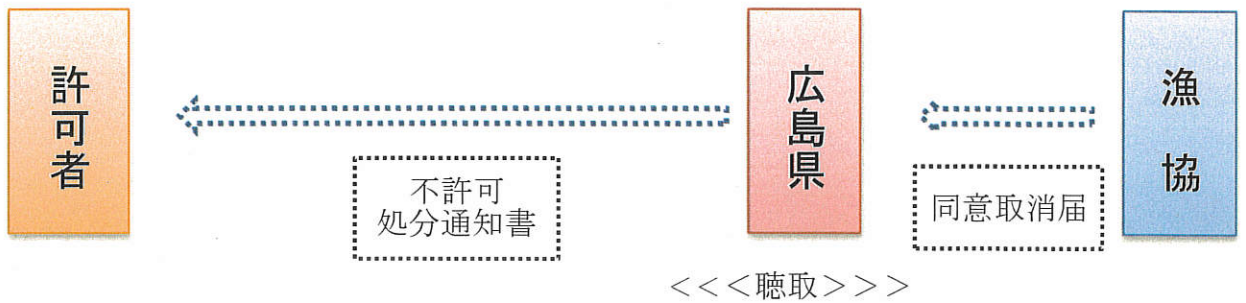 許可者
広島県
漁協
不許可
処分通知書
同意取消届
<<<聴取>>>